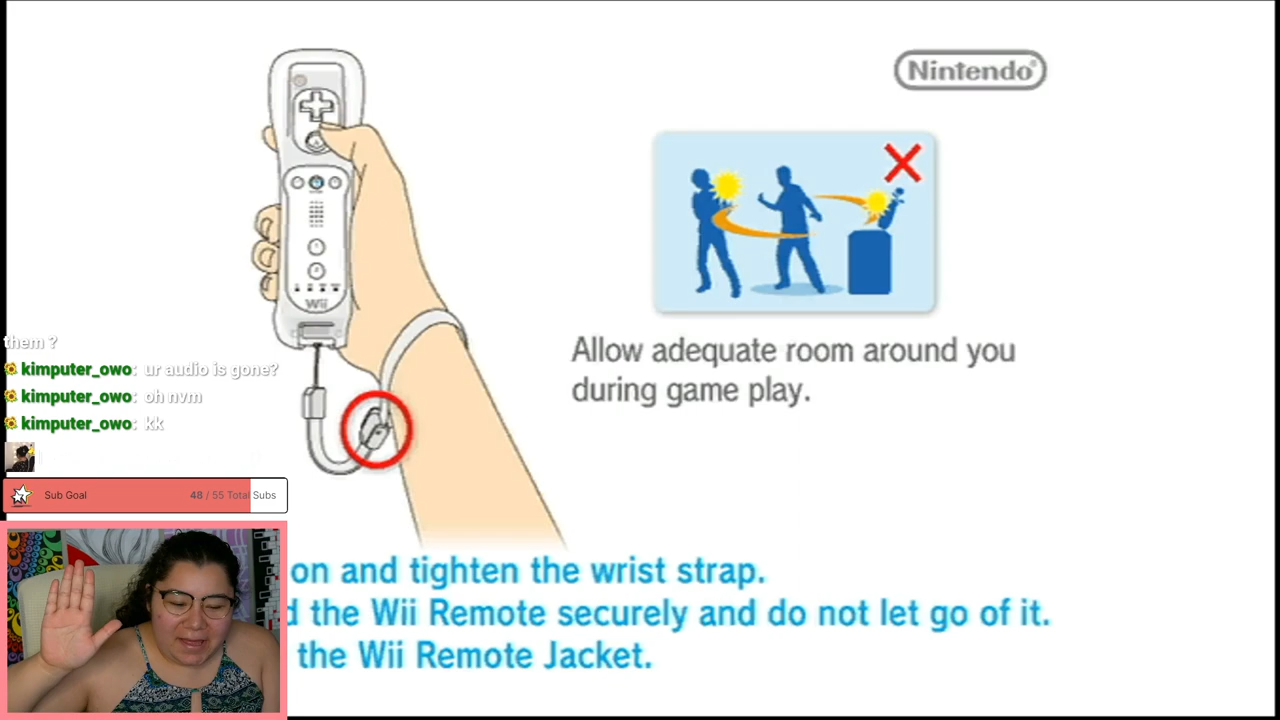 Nintendo®
Wii
Allow adequate room around you
during game play.
them ?
kimputer_owo: ur audio is gone?
kimputer_owo: oh nvm
kimputer_owo: kk
Sub Goal 48 / 55 Total Subs
on and tighten the wrist strap.
d the Wii Remote securely and do not let go of it.
the Wii Remote Jacket.